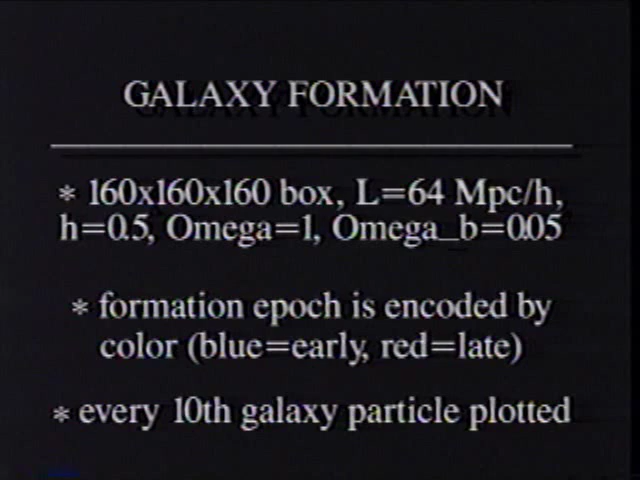 GALAXY FORMATION
* 160x160x160 box, L=64 Mpc/h,
h=0.5, Omega=1, Omega_b=0.05
* formation epoch is encoded by
color (blue=early, red=late)
* every 10th galaxy particle plotted